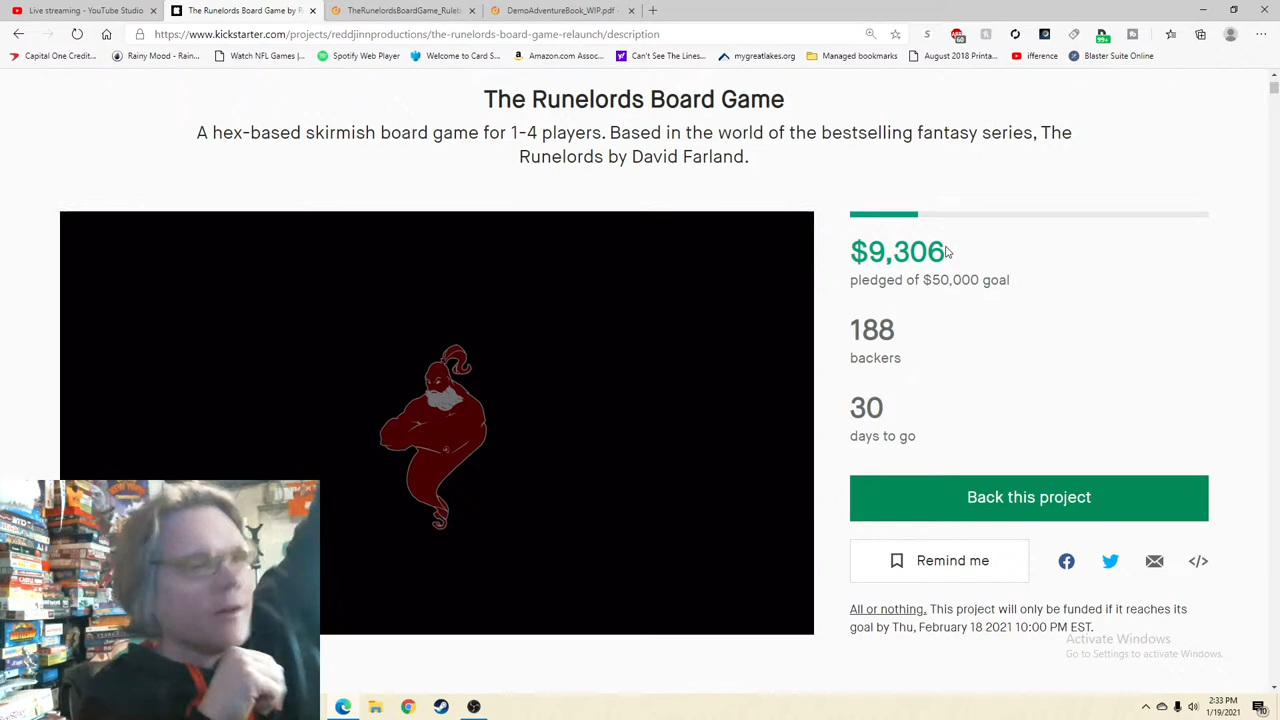 Live streaming - YouTube Studio
The Runelords Board Game by R
TheRunelordsBoardGame_Ruleb
DemoAdventureBook_WIP.pdf -
https://www.kickstarter.com/projects/reddjinnproductions/the-runelords-board-game-relaunch/description
Capital One Credit...
Rainy Mood - Rain...
Watch NFL Games |...
Spotify Web Player...
Welcome to Card S...
Amazon.com Assoc...
Can't See The Lines...
mygreatlakes.org
Managed bookmarks
August 2018 Printa...
ifference
Blaster Suite Online
The Runelords Board Game
A hex-based skirmish board game for 1-4 players. Based in the world of the bestselling fantasy series, The
Runelords by David Farland.
$9,306
pledged of $50,000 goal
188
backers
30
days to go
Back this project
Remind me
All or nothing. This project will only be funded if it reaches its
goal by Thu, February 18 2021 10:00 PM EST.
Activate Windows
Go to Settings to activate Windows.
2:33 PM
1/19/2021